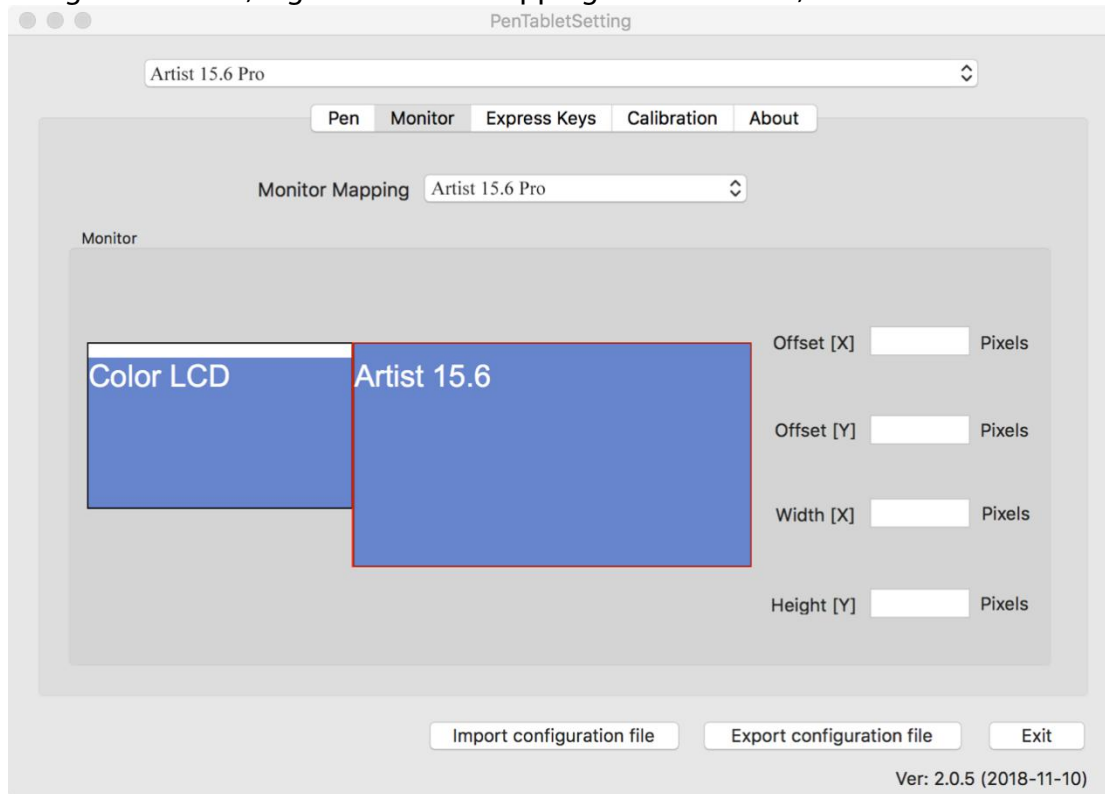 PenTabletSetting
Artist 15.6 Pro
Pen Monitor Express Keys Calibration About
Monitor Mapping Artist 15.6 Pro
Monitor
Offset [X] Pixels
Color LCD Artist 15.6
Offset [Y] Pixels
Width [X] Pixels
Height [Y] Pixels
Import configuration file Export configuration file Exit
Ver: 2.0.5 (2018-11-10)